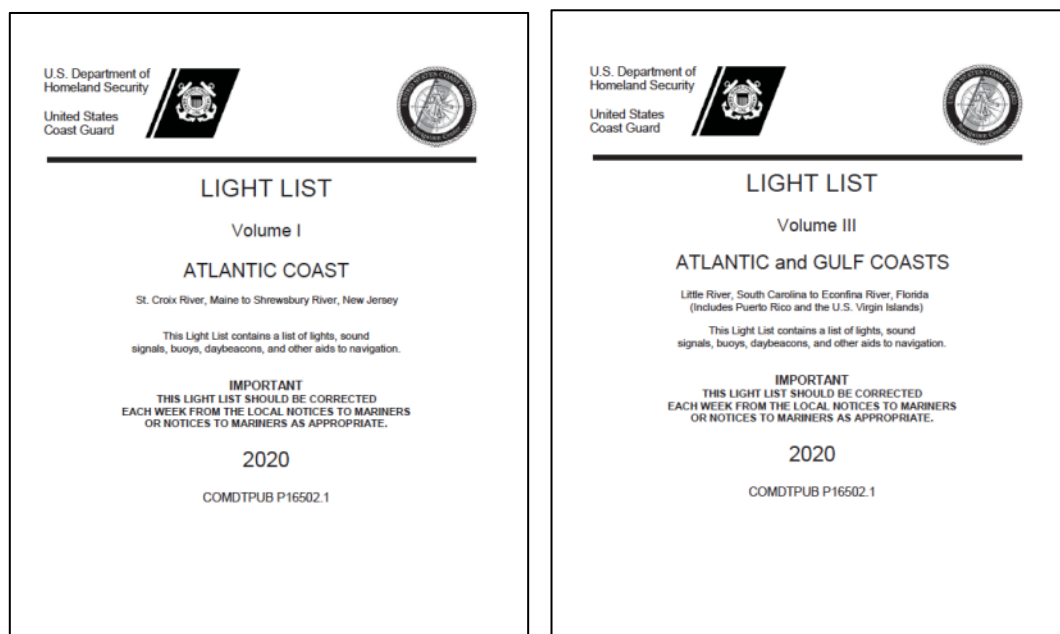 U.S. Department of
Homeland Security
United States
Coast Guard
LIGHT LIST
Volume I
ATLANTIC COAST
St. Croix River, Maine to Shrewsbury River, New Jersey
This Light List contains a list of lights, sound
signals, buoys, daybeacons, and other aids to navigation.
IMPORTANT
THIS LIGHT LIST SHOULD BE CORRECTED
EACH WEEK FROM THE LOCAL NOTICES TO MARINERS
OR NOTICES TO MARINERS AS APPROPRIATE.
2020
COMDTPUB P16502.1
U.S. Department of
Homeland Security
United States
Coast Guard
LIGHT LIST
Volume III
ATLANTIC and GULF COASTS
Little River, South Carolina to Econfina River, Florida
(Includes Puerto Rico and the U.S. Virgin Islands)
This Light List contains a list of lights, sound
signals, buoys, daybeacons, and other aids to navigation.
IMPORTANT
THIS LIGHT LIST SHOULD BE CORRECTED
EACH WEEK FROM THE LOCAL NOTICES TO MARINERS
OR NOTICES TO MARINERS AS APPROPRIATE.
2020
COMDTPUB P16502.1